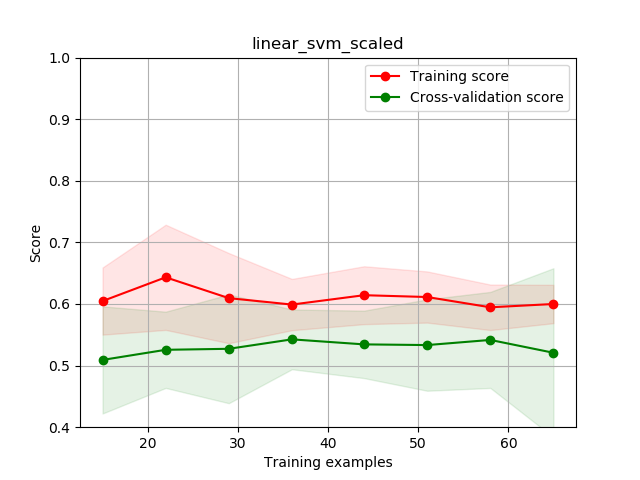 linear_svm_scaled
1.0
0.9
0.8
0.7
0.6
0.5
0.4
Score
Training score
Cross-validation score
20 30 40 50 60
Training examples